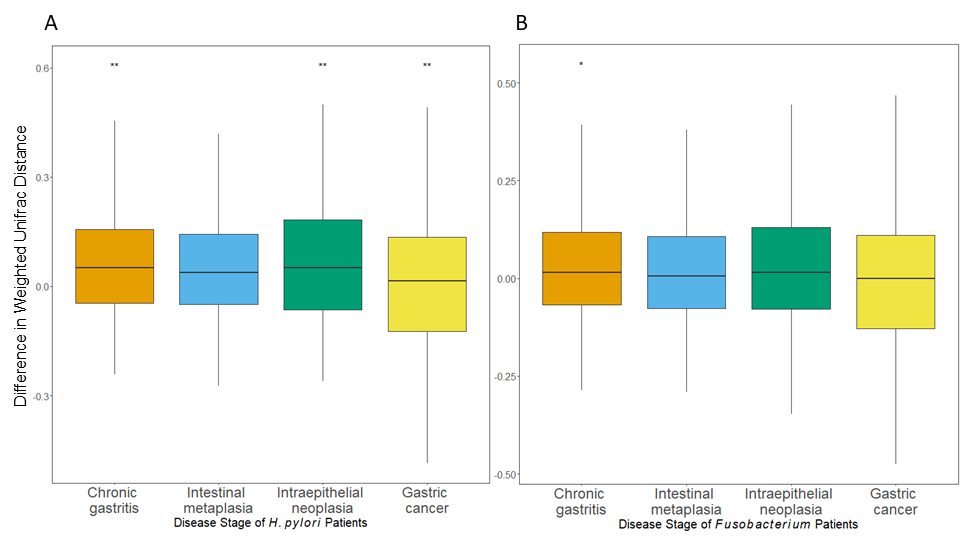 A
Difference in Weighted Unifrac Distance
0.6
0.3
0.0
-0.3
** ** **
Chronic gastritis
Intestinal metaplasia
Intraepithelial neoplasia
Gastric cancer
Disease Stage of H. pylori Patients
B
0.50
0.25
0.00
-0.25
-0.50
*
Chronic gastritis
Intestinal metaplasia
Intraepithelial neoplasia
Gastric cancer
Disease Stage of Fusobacterium Patients